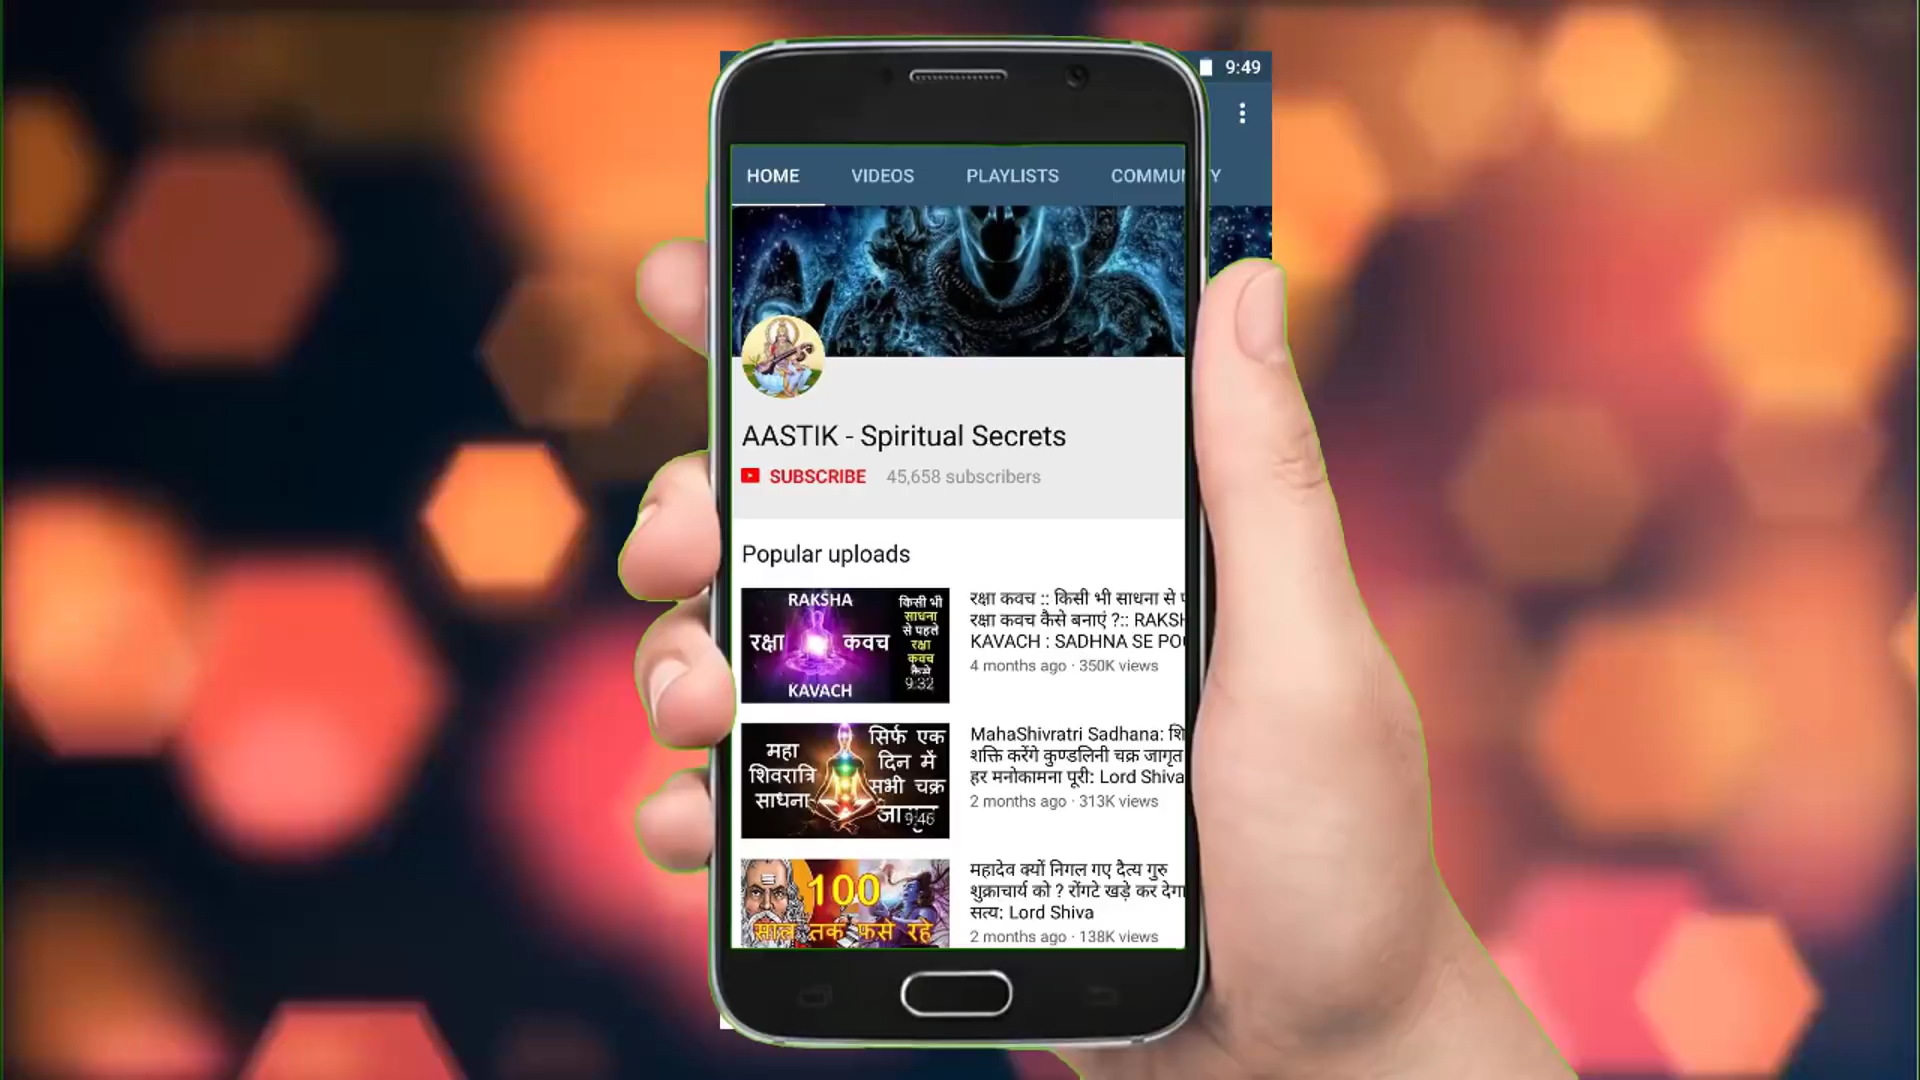 9:49
HOME VIDEOS PLAYLISTS COMMU Y
AASTIK - Spiritual Secrets
SUBSCRIBE 45,658 subscribers
Popular uploads
RAKSHA
रक्षा कवच
KAVACH
किसी भी
साधना
से पहले
रक्षा
कवच
कैसे
9:32
रक्षा कवच :: किसी भी साधना से
रक्षा कवच कैसे बनाएं ?:: RAKSH
KAVACH : SADHNA SE PO
4 months ago · 350K views
महा
शिवरात्रि
साधना
सिर्फ एक
दिन में
सभी चक्र
9:46
MahaShivratri Sadhana: शि
शक्ति करेंगे कुण्डलिनी चक्र जागृत
हर मनोकामना पूरी: Lord Shiva
2 months ago · 313K views
100
साल तक फसे रहे
महादेव क्यों निगल गए दैत्य गुरु
शुक्राचार्य को ? रोंगटे खड़े कर देगा
सत्य: Lord Shiva
2 months ago · 138K views